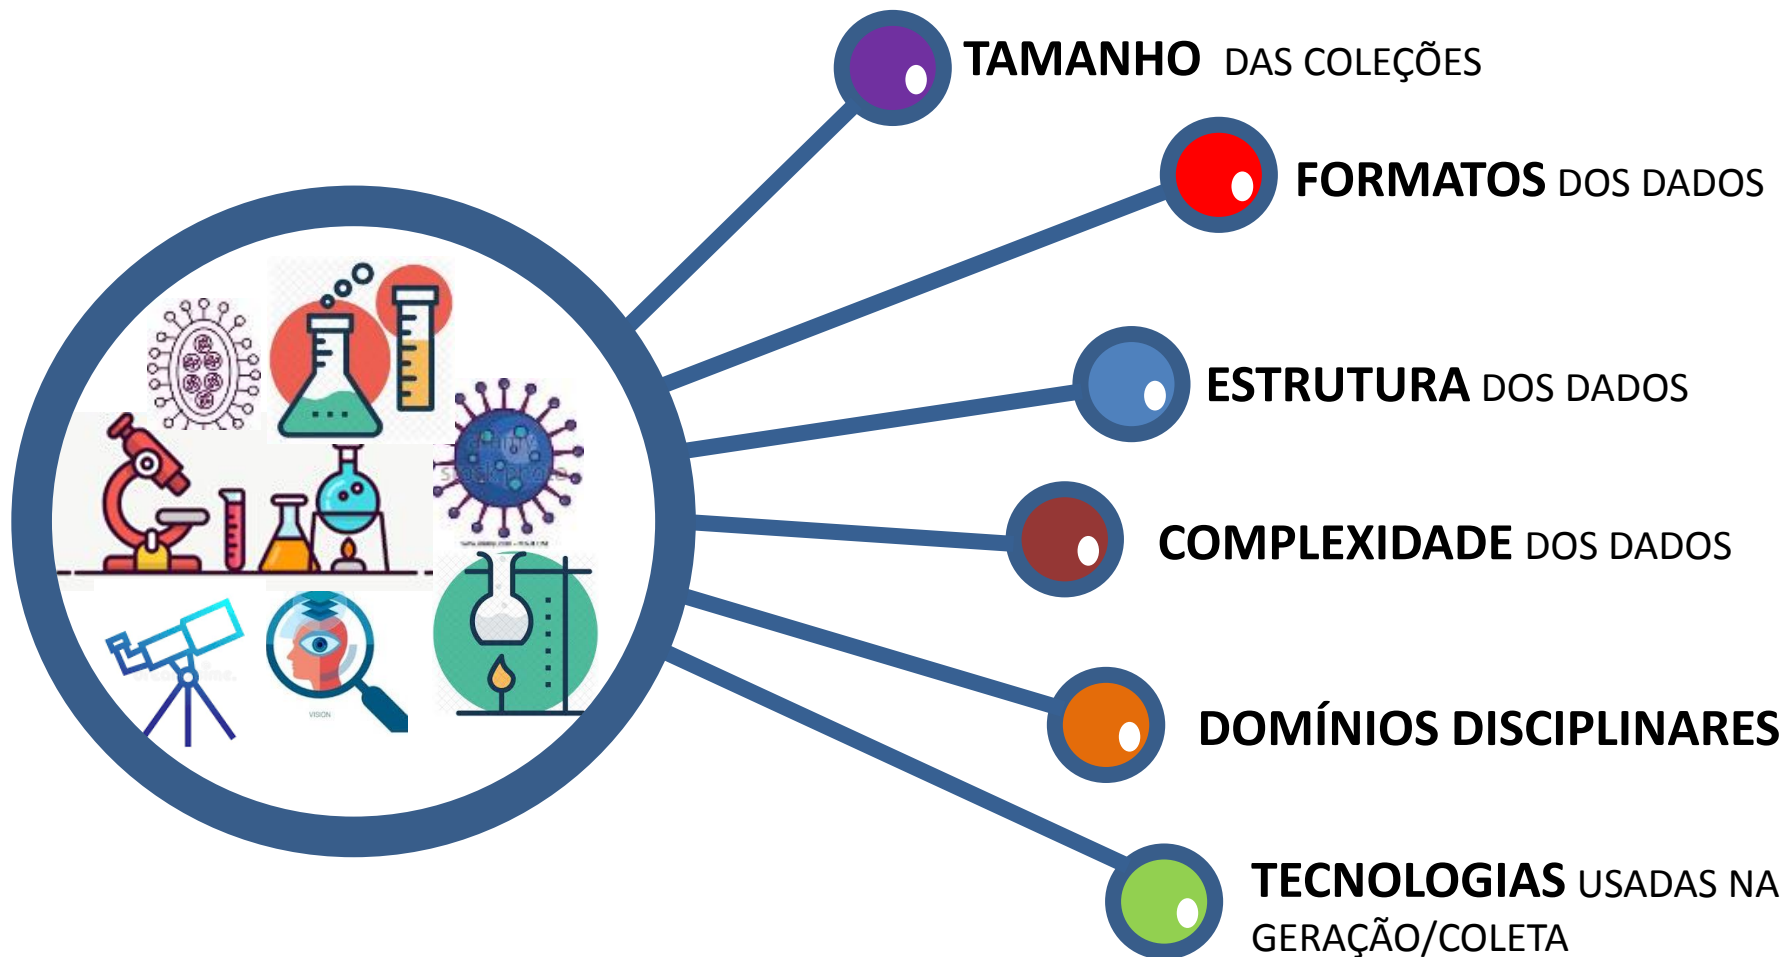 TAMANHO DAS COLEÇÕES
FORMATOS DOS DADOS
ESTRUTURA DOS DADOS
COMPLEXIDADE DOS DADOS
DOMÍNIOS DISCIPLINARES
TECNOLOGIAS USADAS NA
GERAÇÃO/COLETA
VISION